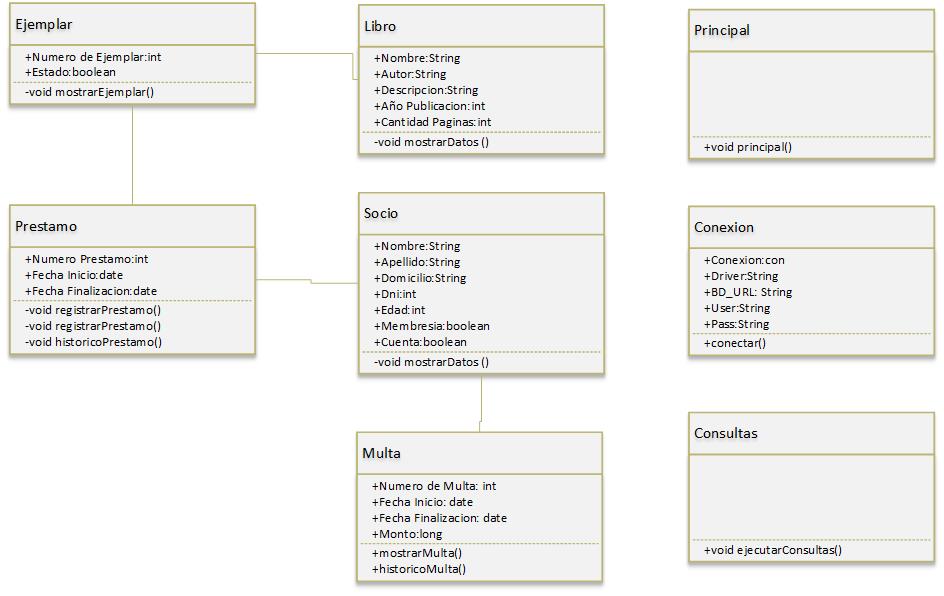 Ejemplar
+Numero de Ejemplar:int
+Estado:boolean
-void mostrarEjemplar()
Libro
+Nombre:String
+Autor:String
+Descripcion:String
+Año Publicacion:int
+Cantidad Paginas:int
-void mostrarDatos ()
Principal
+void principal()
Prestamo
+Numero Prestamo:int
+Fecha Inicio:date
+Fecha Finalizacion:date
-void registrarPrestamo()
-void registrarPrestamo()
-void historicoPrestamo()
Socio
+Nombre:String
+Apellido:String
+Domicilio:String
+Dni:int
+Edad:int
+Membresia:boolean
+Cuenta:boolean
-void mostrarDatos ()
Conexion
+Conexion:con
+Driver:String
+BD_URL: String
+User:String
+Pass:String
+conectar()
Multa
+Numero de Multa: int
+Fecha Inicio: date
+Fecha Finalizacion: date
+Monto:long
+mostrarMulta()
+historicoMulta()
Consultas
+void ejecutarConsultas()